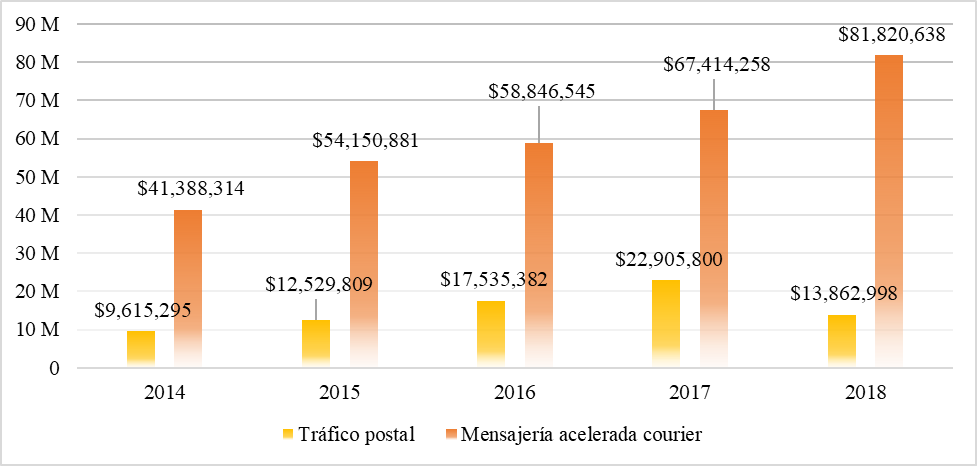 90 M
80 M
70 M
60 M
50 M
40 M
30 M
20 M
10 M
0
$9,615,295
$41,388,314
$12,529,809
$54,150,881
$17,535,382
$58,846,545
$22,905,800
$67,414,258
$13,862,998
$81,820,638
2014 2015 2016 2017 2018
Tráfico postal Mensajería acelerada courier